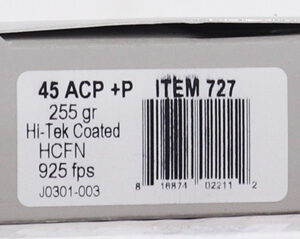 45 ACP +P ITEM 727
255 gr
Hi-Tek Coated
HCFN
925 fps
J0301-003
8 16874 02211 2